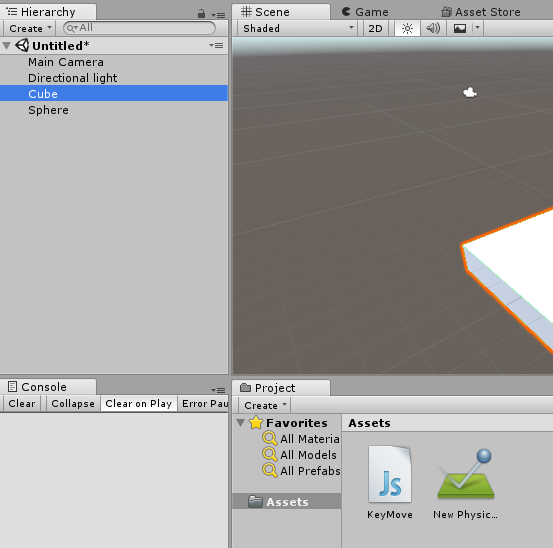 Hierarchy
Create
All
Untitled*
Main Camera
Directional light
Cube
Sphere
Scene
Game
Asset Store
Shaded
2D
Console
Clear
Collapse
Clear on Play
Error Pau
Project
Create
Favorites
All Materia
All Models
All Prefabs
Assets
Assets
Js
KeyMove
New Physic...